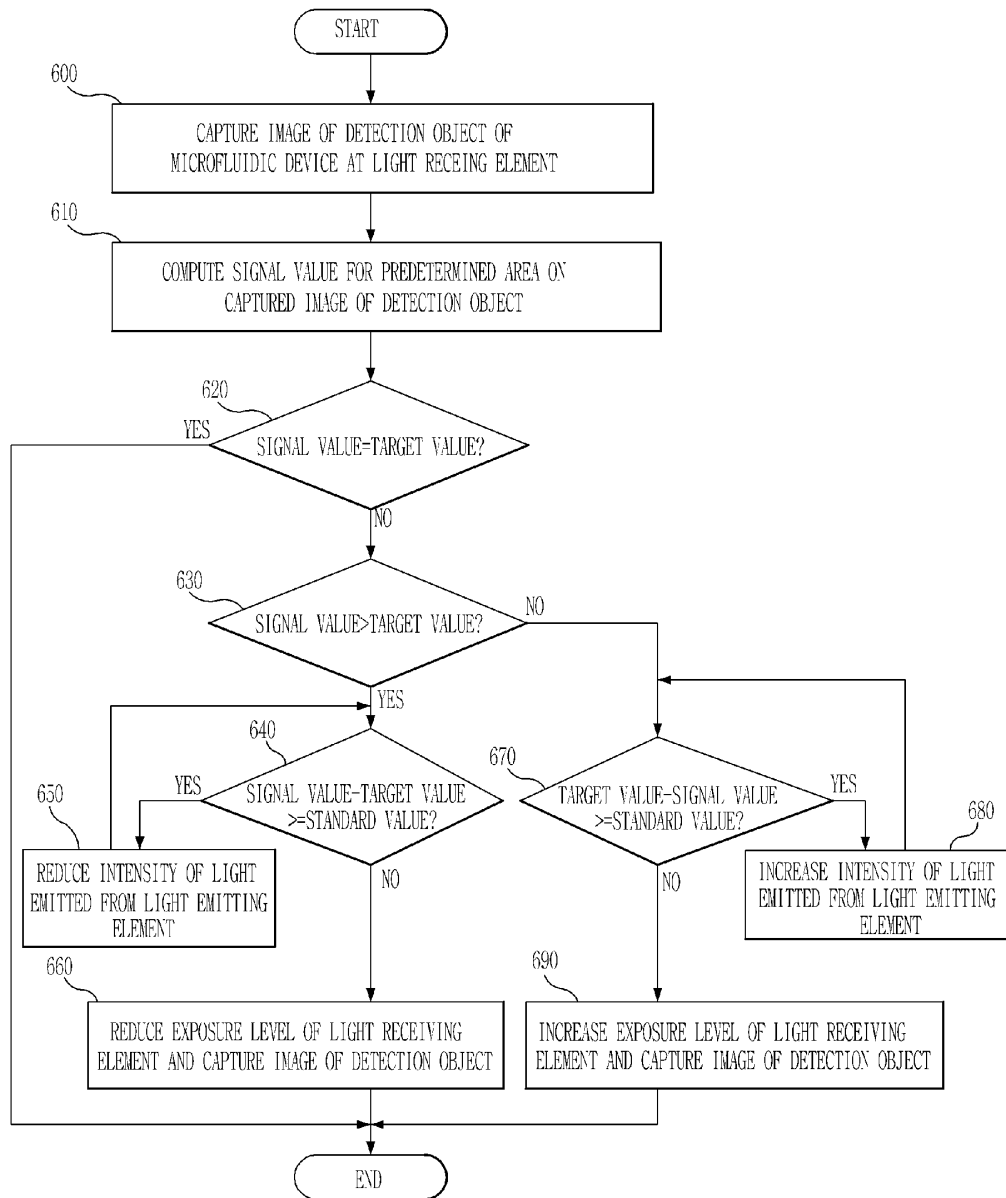 START
600
CAPTURE IMAGE OF DETECTION OBJECT OF
MICROFLUIDIC DEVICE AT LIGHT RECEING ELEMENT
610
COMPUTE SIGNAL VALUE FOR PREDETERMINED AREA ON
CAPTURED IMAGE OF DETECTION OBJECT
620
YES
SIGNAL VALUE=TARGET VALUE?
NO
630
NO
SIGNAL VALUE>TARGET VALUE?
YES
640
670
650
YES
SIGNAL VALUE-TARGET VALUE
>=STANDARD VALUE?
TARGET VALUE-SIGNAL VALUE
>=STANDARD VALUE?
YES
680
REDUCE INTENSITY OF LIGHT
EMITTED FROM LIGHT EMITTING
ELEMENT
NO
NO
INCREASE INTENSITY OF LIGHT
EMITTED FROM LIGHT EMITTING
ELEMENT
660
690
REDUCE EXPOSURE LEVEL OF LIGHT RECEIVING
ELEMENT AND CAPTURE IMAGE OF DETECTION OBJECT
INCREASE EXPOSURE LEVEL OF LIGHT RECEIVING
ELEMENT AND CAPTURE IMAGE OF DETECTION OBJECT
END